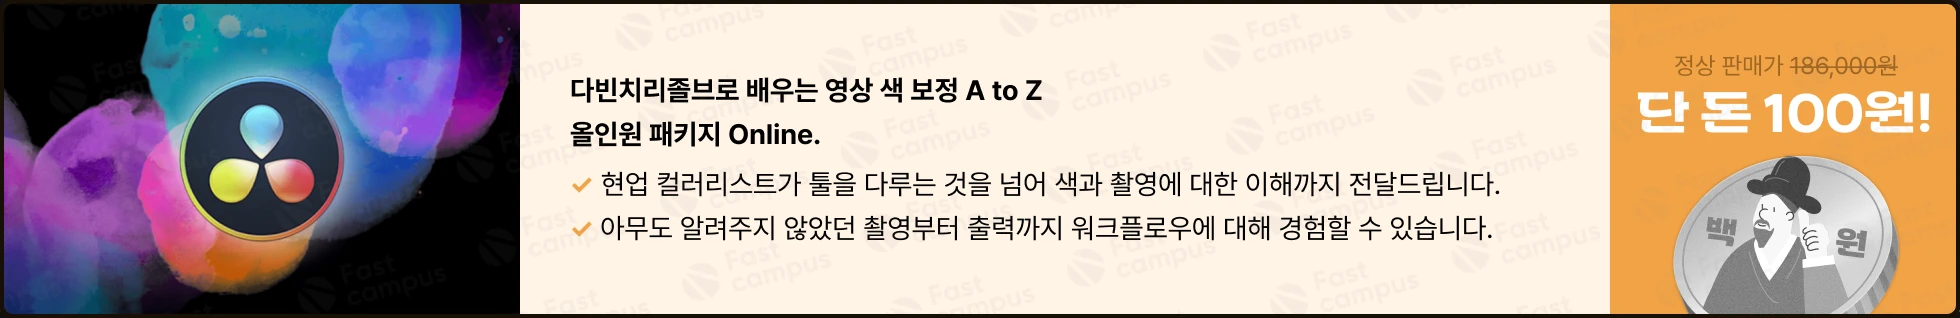 다빈치리졸브로 배우는 영상 색 보정 A to Z
올인원 패키지 Online.
현업 컬러리스트가 툴을 다루는 것을 넘어 색과 촬영에 대한 이해까지 전달드립니다.
아무도 알려주지 않았던 촬영부터 출력까지 워크플로우에 대해 경험할 수 있습니다.
정상 판매가 186,000원
단 돈 100원!
백 원
Fast campus